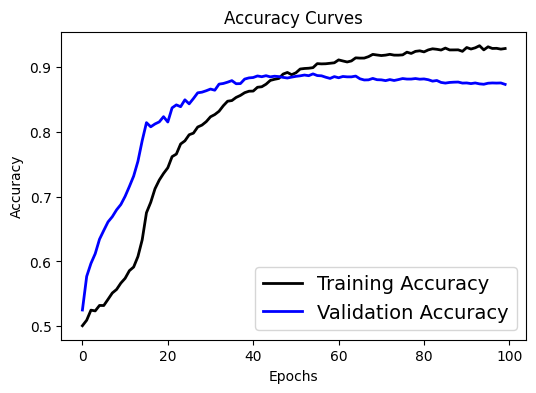 Accuracy Curves
Accuracy
0.9
0.8
0.7
0.6
0.5
Training Accuracy
Validation Accuracy
0 20 40 60 80 100
Epochs